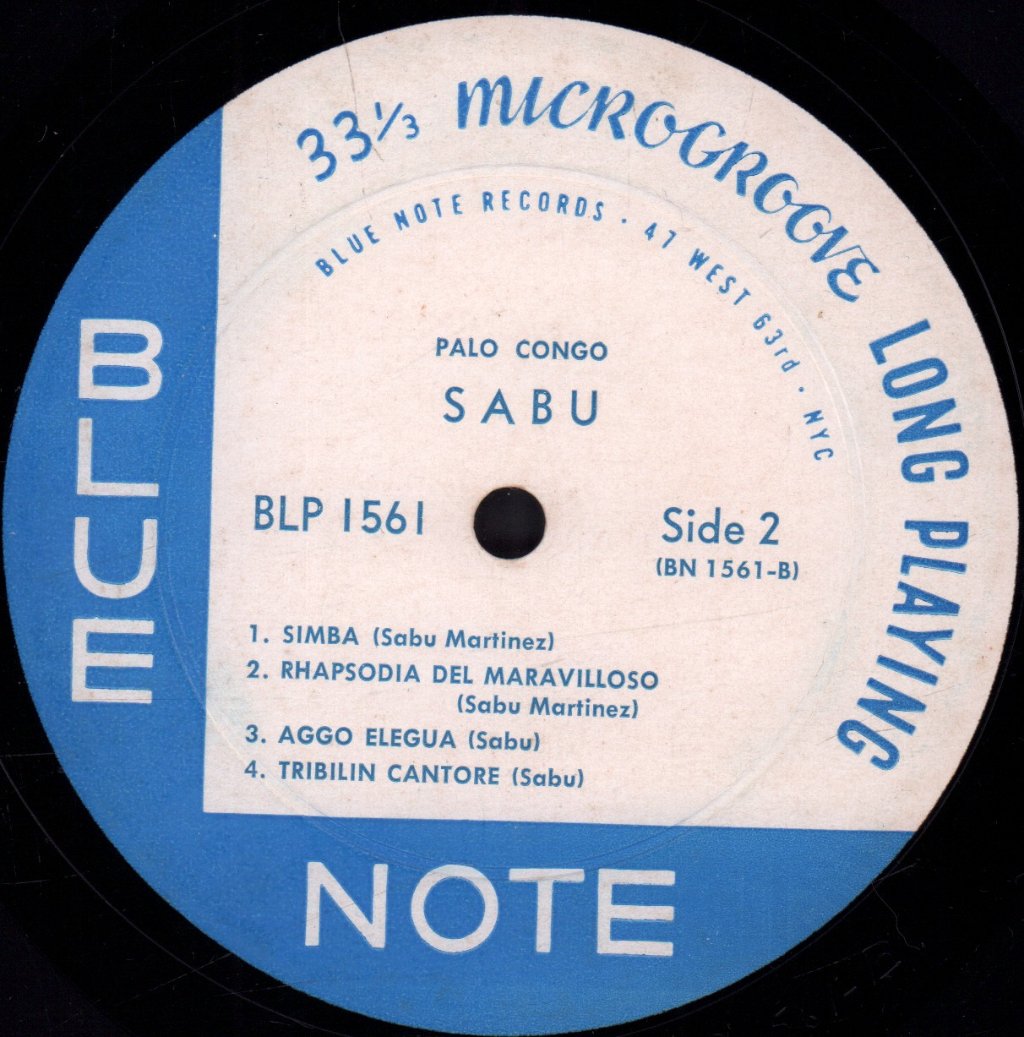 33⅓ MICROGROOVE LONG PLAYING
BLUE NOTE RECORDS · 47 WEST 63rd · NYC
PALO CONGO
SABU
BLP 1561
Side 2
(BN 1561-B)
1. SIMBA (Sabu Martinez)
2. RHAPSODIA DEL MARAVILLOSO
(Sabu Martinez)
3. AGGO ELEGUA (Sabu)
4. TRIBILIN CANTORE (Sabu)
BLUE
NOTE